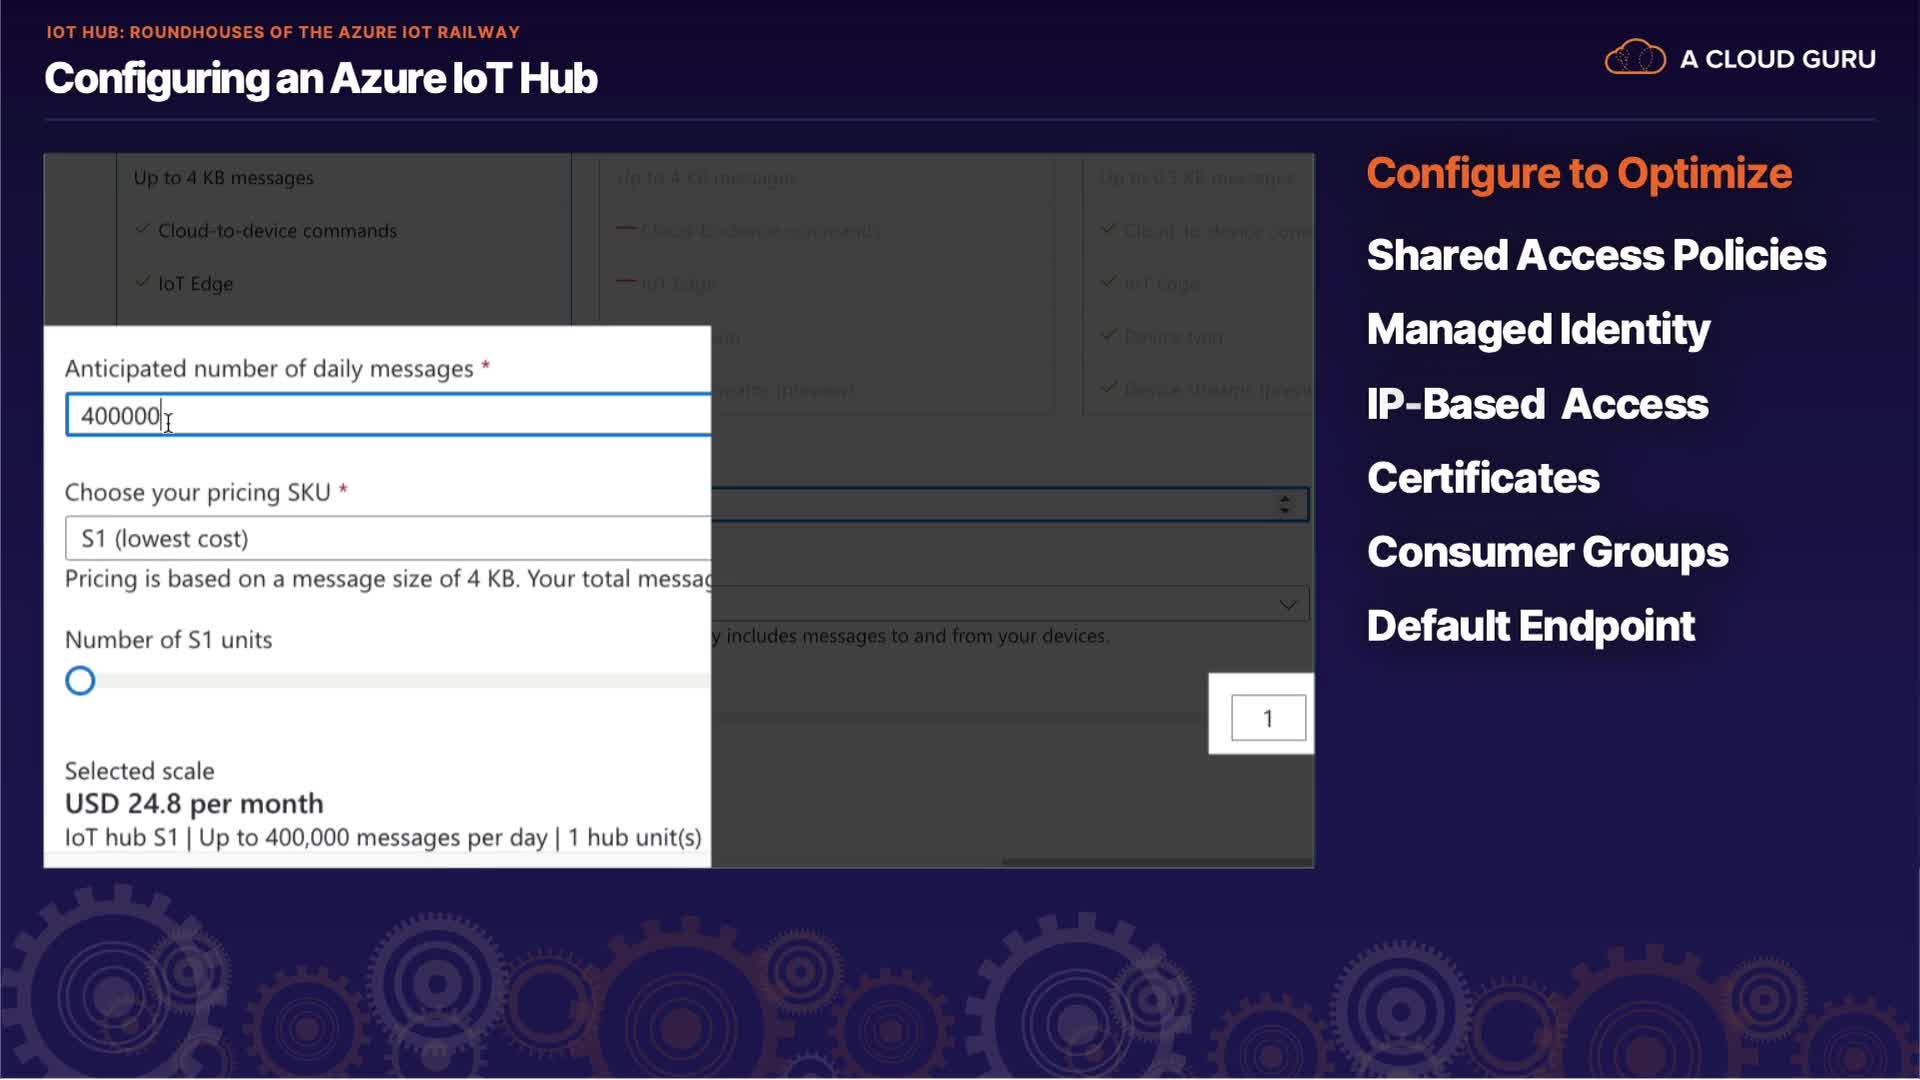 IOT HUB: ROUNDHOUSES OF THE AZURE IOT RAILWAY
Configuring an Azure IoT Hub
A CLOUD GURU
Up to 4 KB messages
Up to 4 KB messages
Up to 0.5 KB messages
Cloud-to-device commands
Cloud-to-device commands
Cloud-to-device com
IoT Edge
IoT Edge
IoT Edge
Device twin
Device streams (previ
Anticipated number of daily messages *
400000
Choose your pricing SKU *
S1 (lowest cost)
Pricing is based on a message size of 4 KB. Your total messag
y includes messages to and from your devices.
Number of S1 units
1
Selected scale
USD 24.8 per month
IoT hub S1 | Up to 400,000 messages per day | 1 hub unit(s)
Configure to Optimize
Shared Access Policies
Managed Identity
IP-Based Access
Certificates
Consumer Groups
Default Endpoint